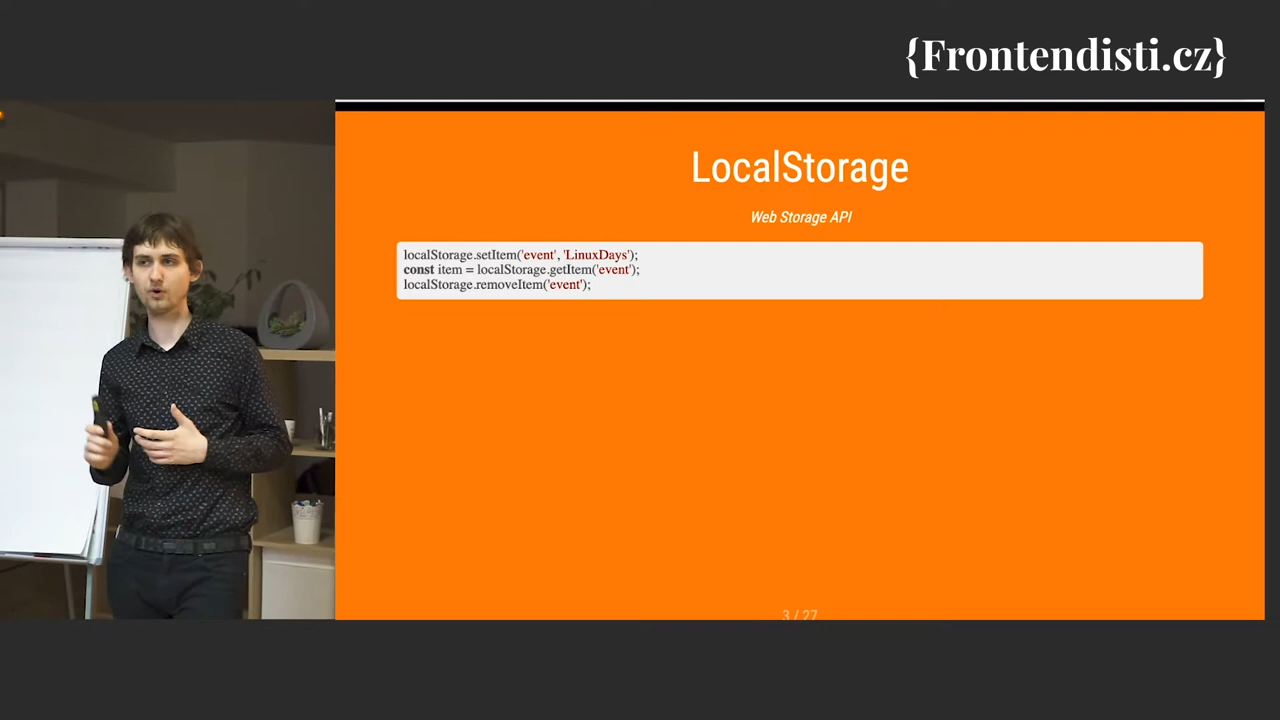 {Frontendisti.cz}
LocalStorage
Web Storage API
localStorage.setItem('event', 'LinuxDays');
const item = localStorage.getItem('event');
localStorage.removeItem('event');
3 / 27